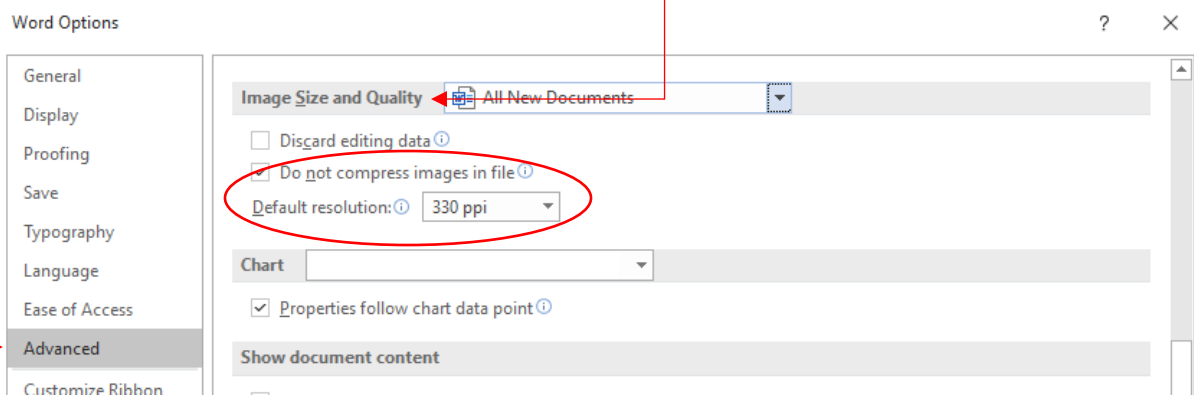 Word Options
General
Display
Proofing
Save
Typography
Language
Ease of Access
Advanced
Customize Ribbon
Image Size and Quality All New Documents
Discard editing data
Do not compress images in file
Default resolution: 330 ppi
Chart
Properties follow chart data point
Show document content